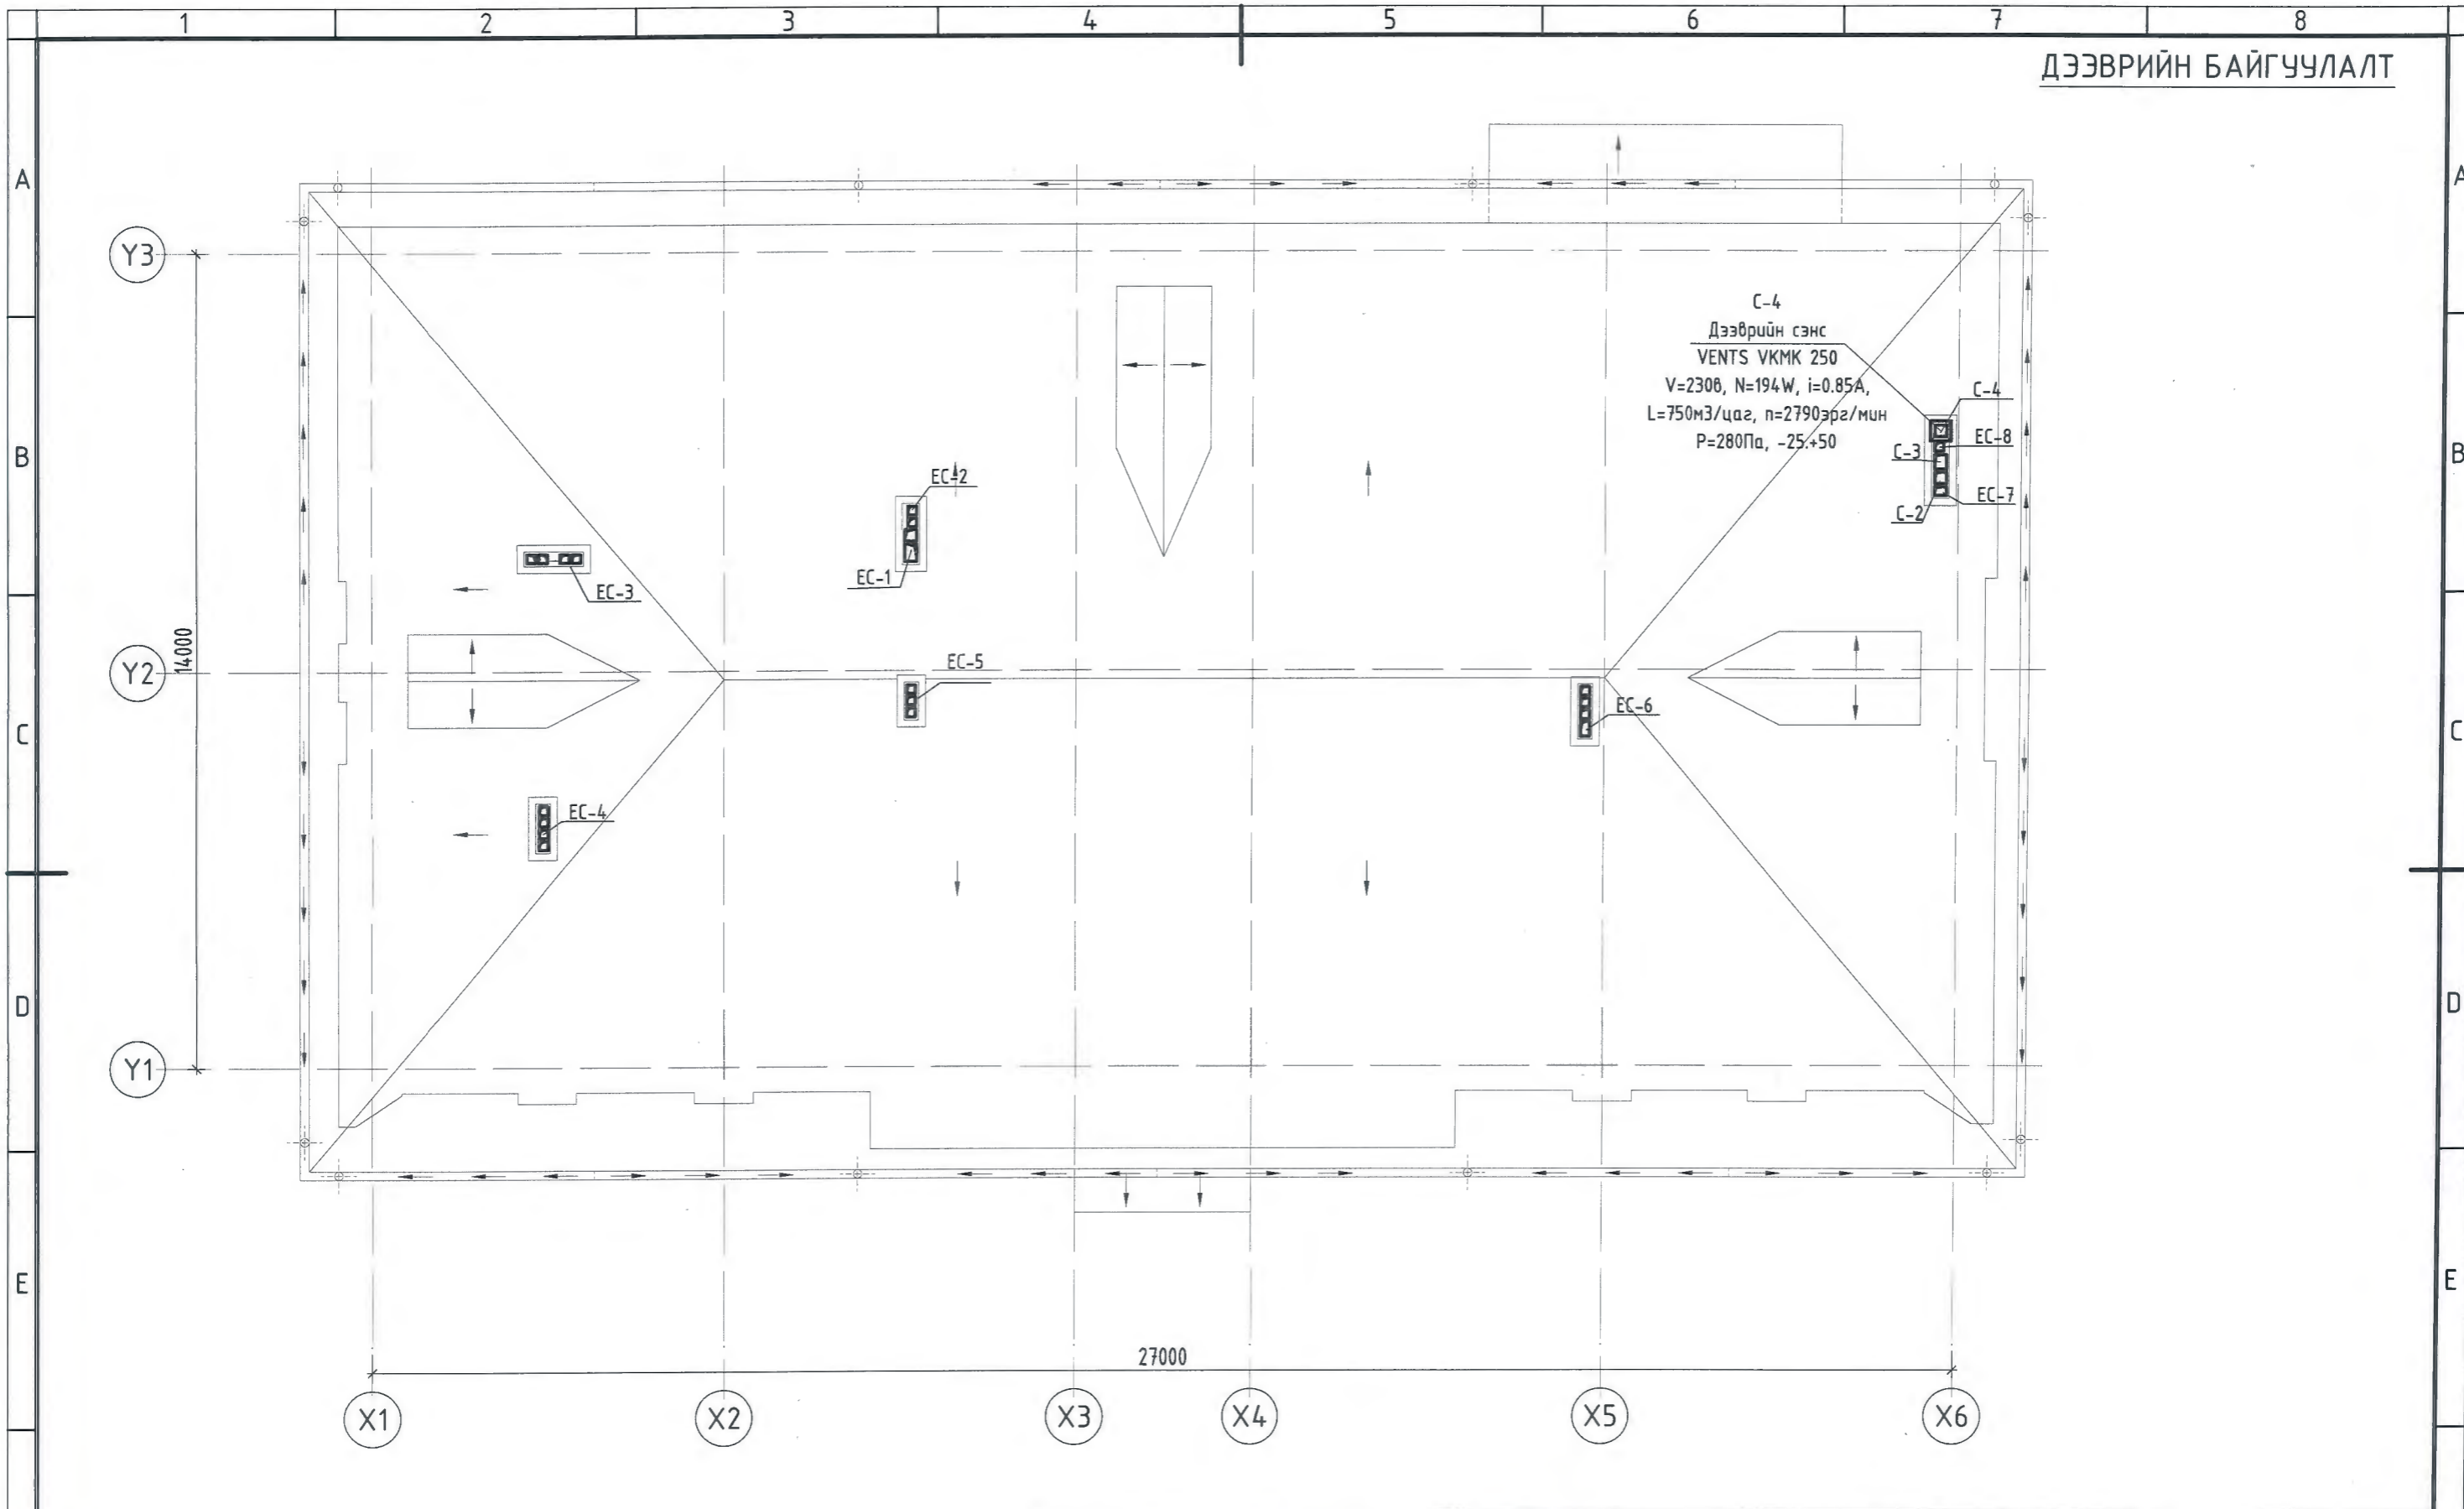 1 2 3 4 5 6 7 8
ДЭЭВРИЙН БАЙГУУЛАЛТ
A A
Y3
C-4
Дээврийн сэнс
VENTS VKMK 250
V=230в, N=194W, i=0.85A,
L=750м3/цаг, n=2790эрг/мин
P=280Па, -25.+50
C-4
EC-8
C-3
EC-7
C-2
B B
EC-2
EC-1
EC-3
14000
Y2
EC-5
EC-6
C C
EC-4
D D
Y1
E E
27000
X1 X2 X3 X4 X5 X6